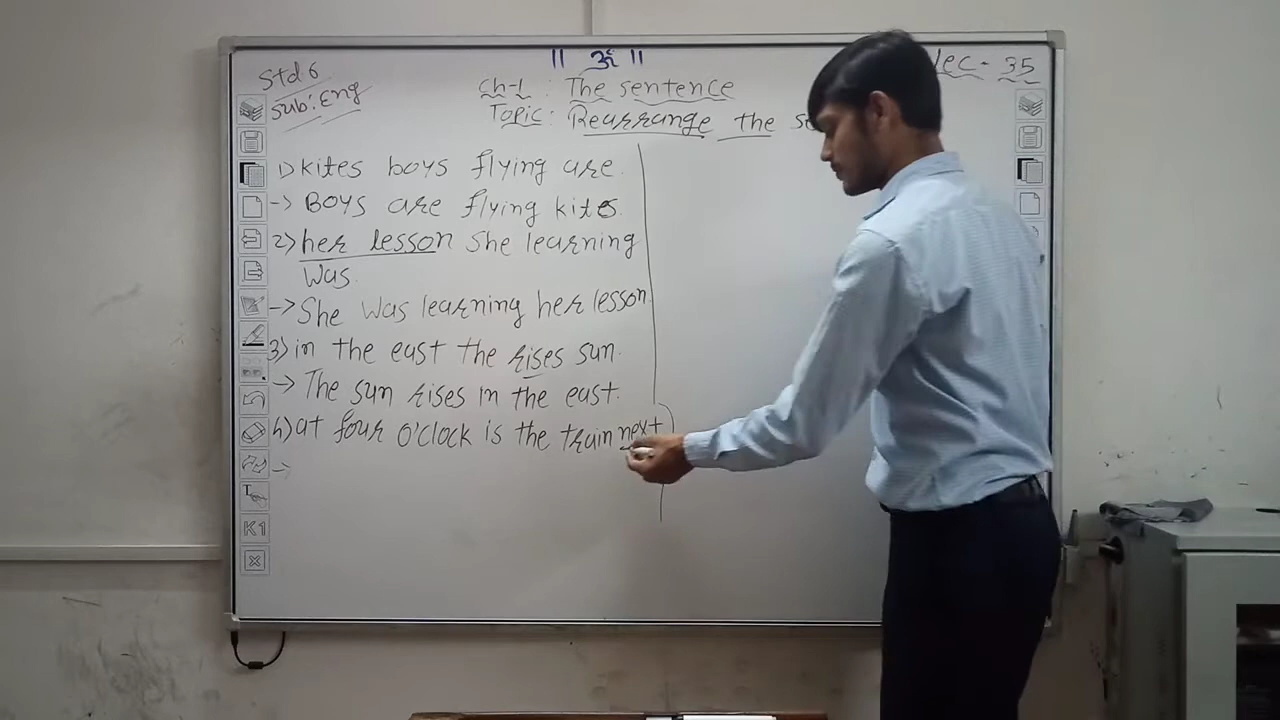 || ॐ ||
Std 6
Sub: Eng
Lec - 35
Ch-1 : The sentence
Topic: Rearrange the
1) kites boys flying are.
-> Boys are flying kites.
2) her lesson She learning
was.
-> She was learning her lesson
3) in the east the rises sun.
-> The sun rises in the east.
4) at four o'clock is the train next
->
T
K1